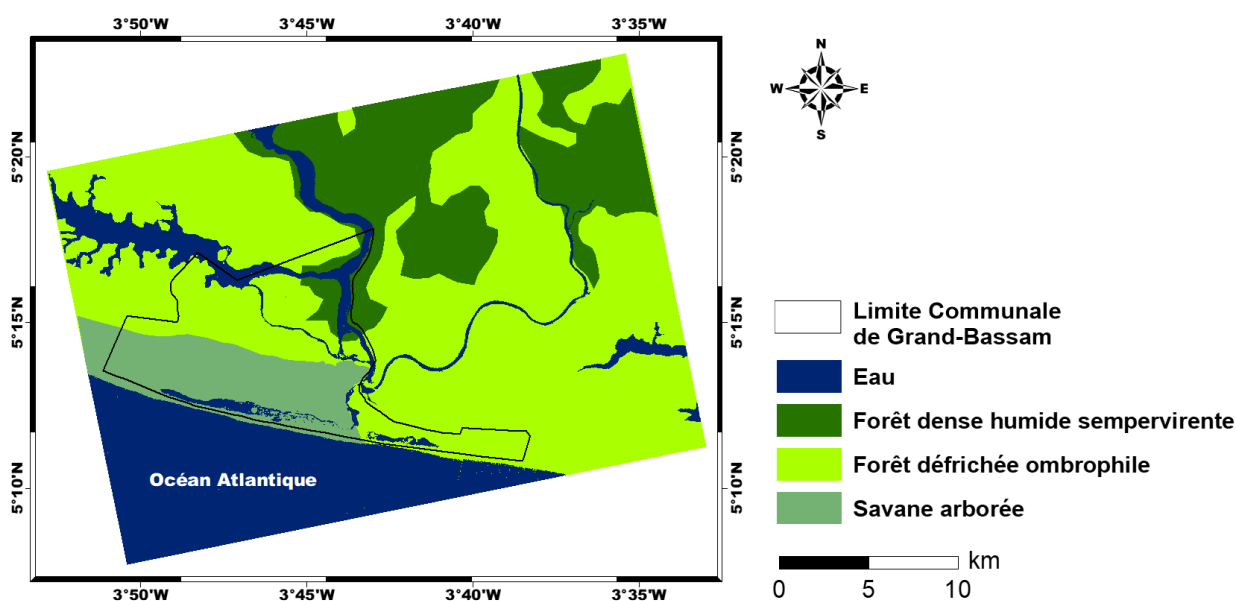 3°50'W 3°45'W 3°40'W 3°35'W
N
W E
S
5°20'N 5°20'N
5°15'N 5°15'N
5°10'N 5°10'N
Limite Communale
de Grand-Bassam
Eau
Forêt dense humide sempervirente
Forêt défrichée ombrophile
Océan Atlantique
Savane arborée
km
0 5 10
3°50'W 3°45'W 3°40'W 3°35'W